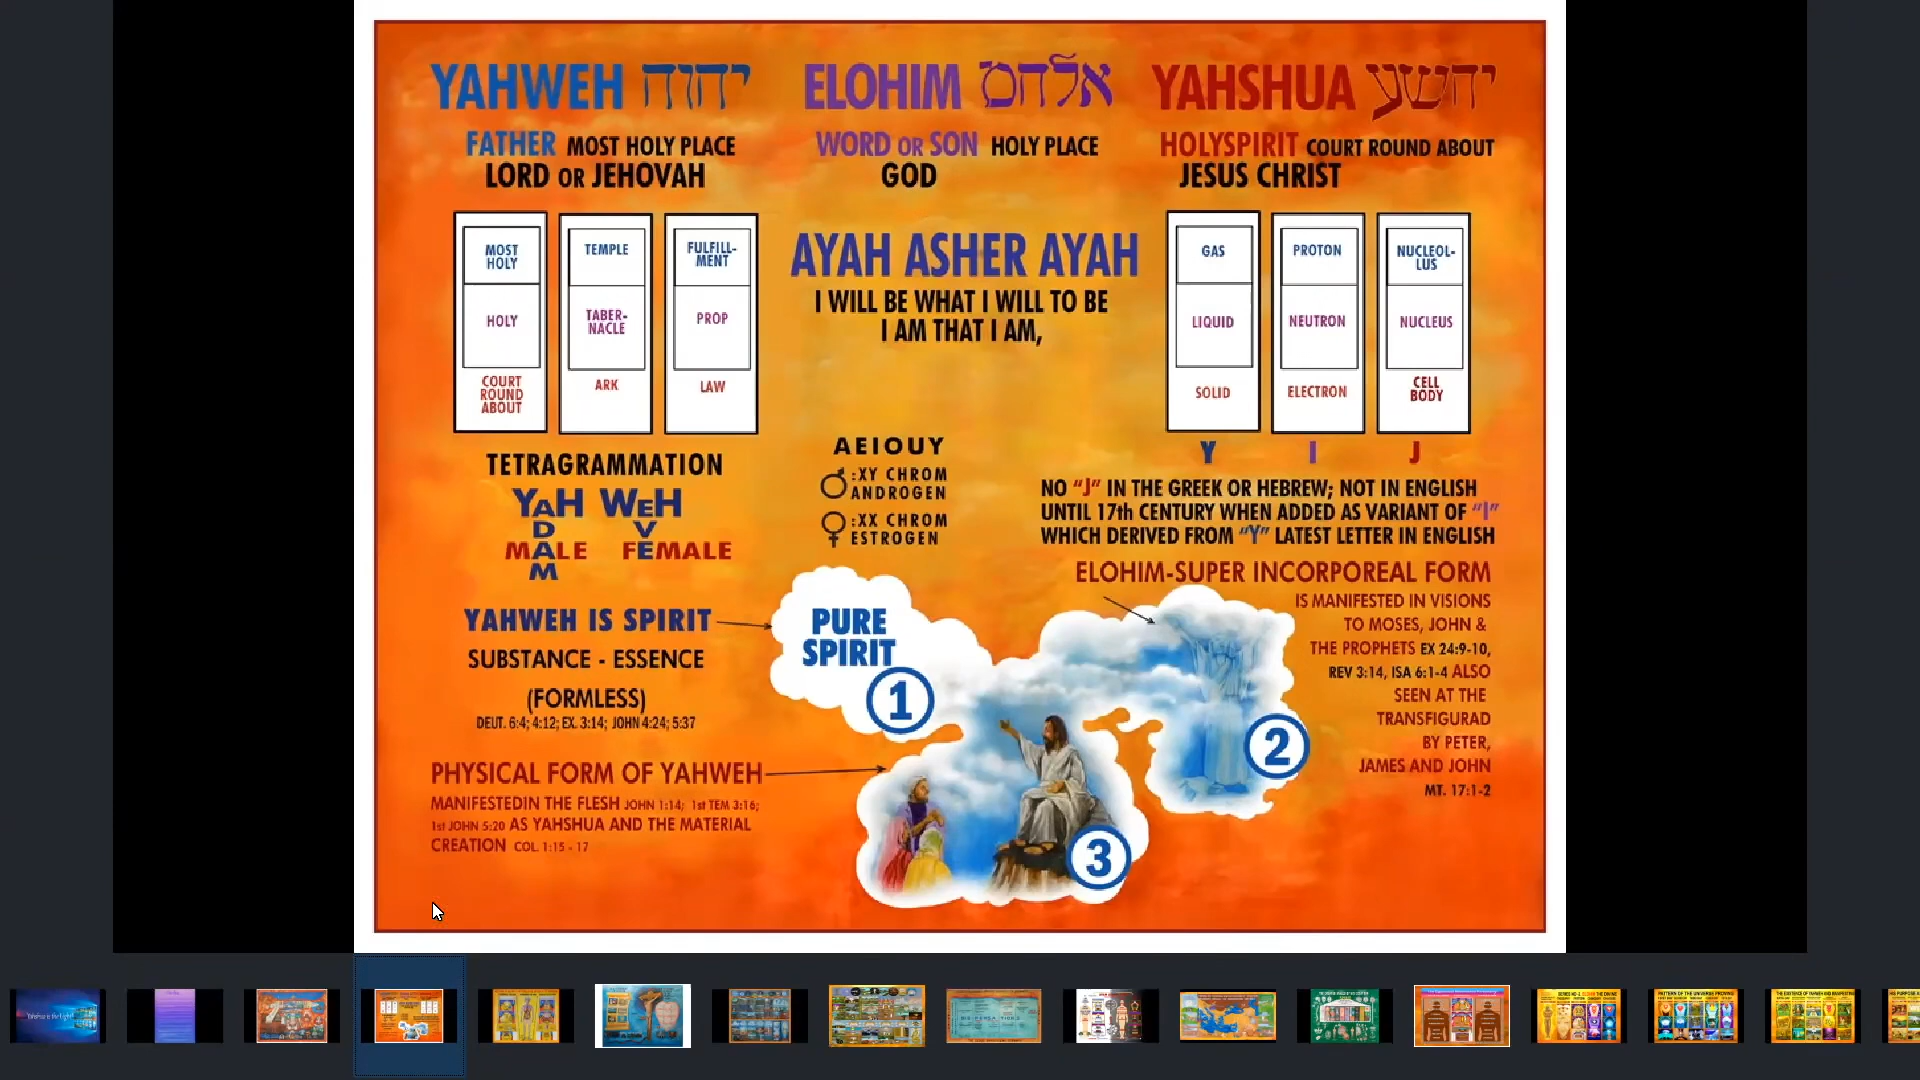 YAHWEH יהוה
FATHER MOST HOLY PLACE
LORD OR JEHOVAH
ELOHIM אלהם
WORD OR SON HOLY PLACE
GOD
YAHSHUA יהשע
HOLYSPIRIT COURT ROUND ABOUT
JESUS CHRIST
MOST
HOLY
HOLY
COURT
ROUND
ABOUT
TEMPLE
TABER-
NACLE
ARK
FULFILL-
MENT
PROP
LAW
AYAH ASHER AYAH
I WILL BE WHAT I WILL TO BE
I AM THAT I AM,
GAS
LIQUID
SOLID
PROTON
NEUTRON
ELECTRON
NUCLEOL-
LUS
NUCLEUS
CELL
BODY
Y I J
TETRAGRAMMATION
YAH WEH
D V
MALE FEMALE
M
AEIOUY
♂:XY CHROM
ANDROGEN
♀:XX CHROM
ESTROGEN
NO "J" IN THE GREEK OR HEBREW; NOT IN ENGLISH
UNTIL 17th CENTURY WHEN ADDED AS VARIANT OF "I"
WHICH DERIVED FROM "Y" LATEST LETTER IN ENGLISH
YAHWEH IS SPIRIT
SUBSTANCE - ESSENCE
(FORMLESS)
DEUT. 6:4; 4:12; EX. 3:14; JOHN 4:24; 5:37
PURE
SPIRIT
1
ELOHIM-SUPER INCORPOREAL FORM
IS MANIFESTED IN VISIONS
TO MOSES, JOHN &
THE PROPHETS EX 24:9-10,
REV 3:14, ISA 6:1-4 ALSO
SEEN AT THE
TRANSFIGURAD
BY PETER,
JAMES AND JOHN
MT. 17:1-2
2
PHYSICAL FORM OF YAHWEH
MANIFESTEDIN THE FLESH JOHN 1:14; 1st TEM 3:16;
1st JOHN 5:20 AS YAHSHUA AND THE MATERIAL
CREATION COL. 1:15 - 17
3